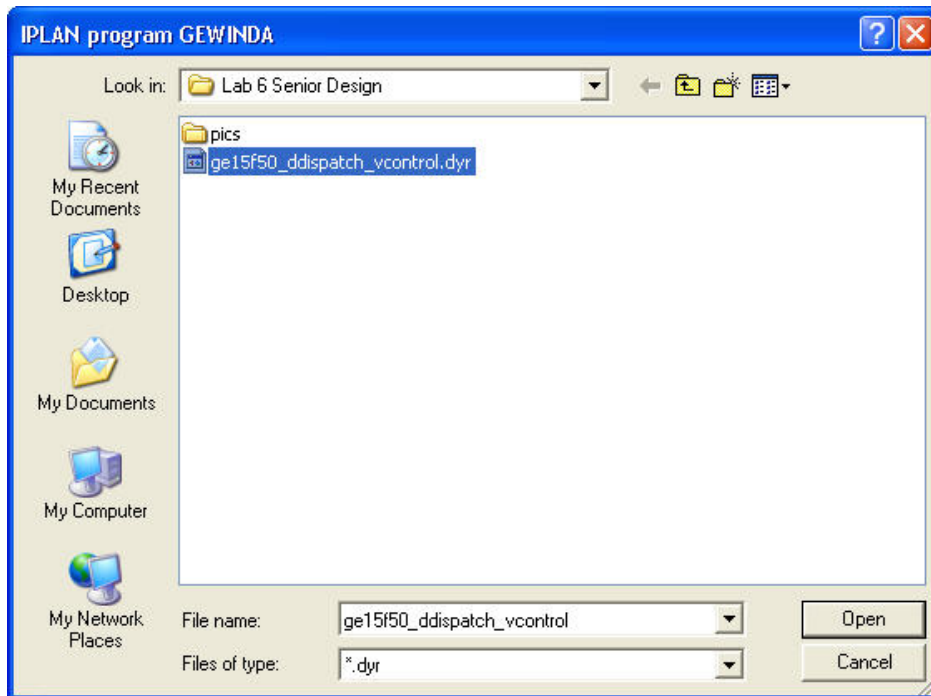 IPLAN program GEWINDA
Look in:
Lab 6 Senior Design
pics
ge15f50_ddispatch_vcontrol.dyr
My Recent
Documents
Desktop
My Documents
My Computer
My Network
Places
File name:
ge15f50_ddispatch_vcontrol
Open
Files of type:
*.dyr
Cancel